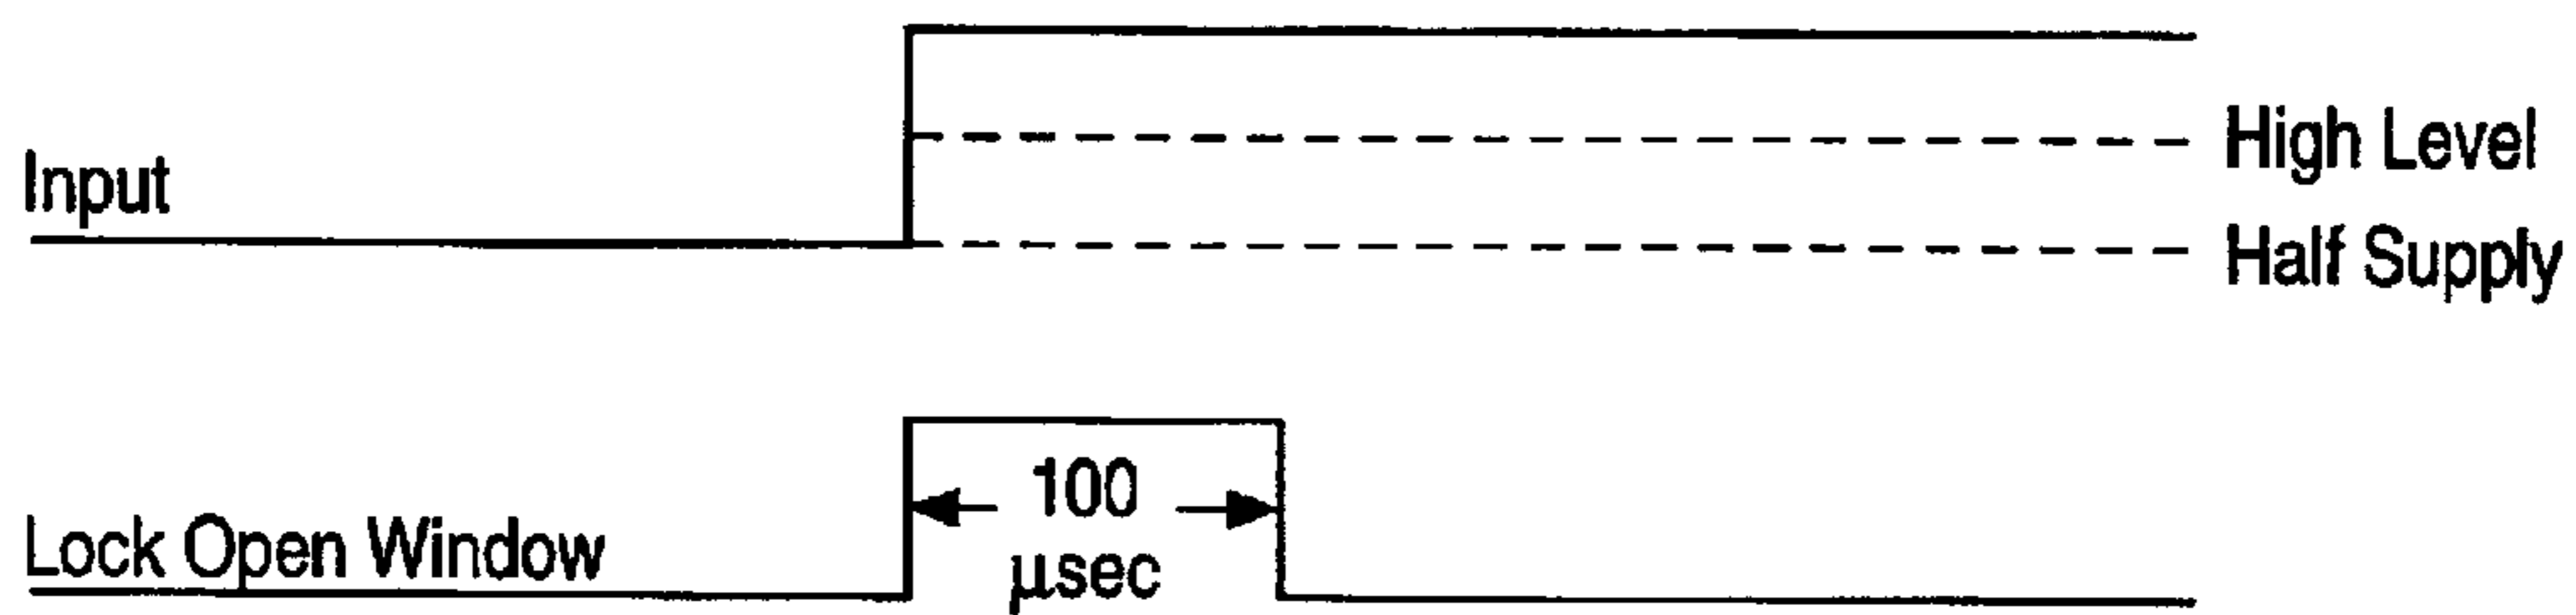 High Level
Input
Half Supply
100
µsec
Lock Open Window